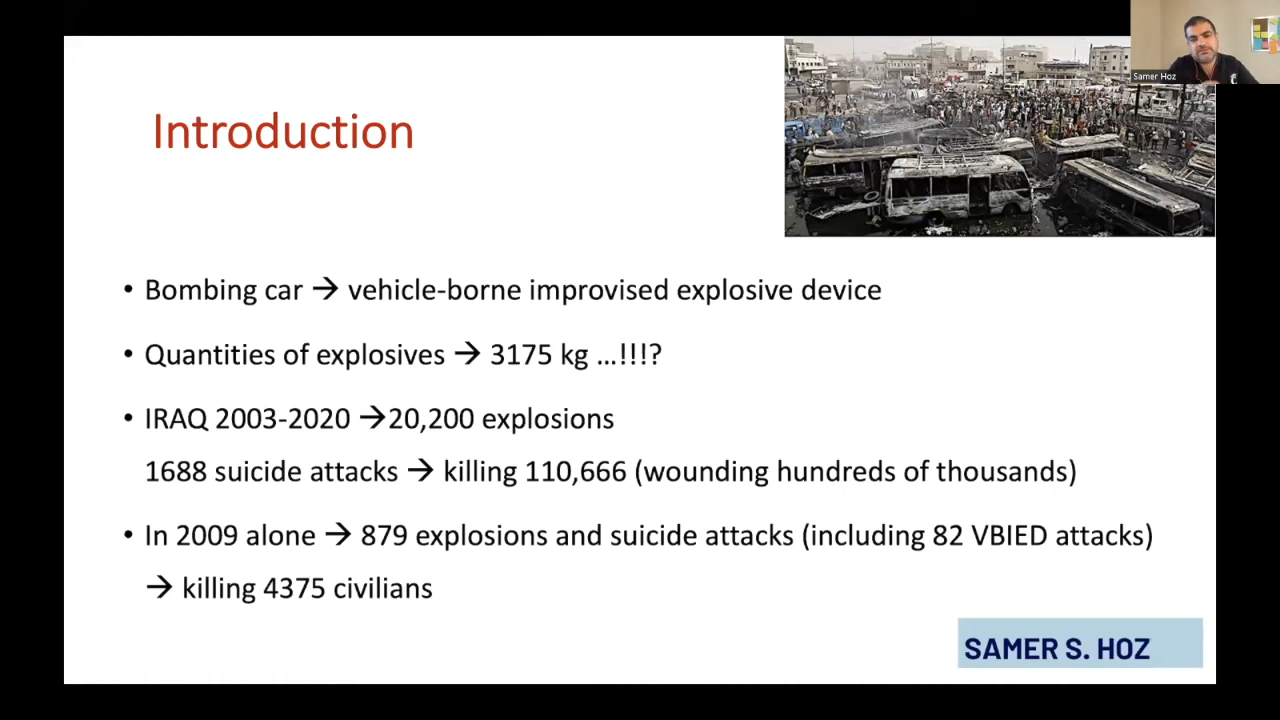 Samer Hoz
Introduction
• Bombing car → vehicle-borne improvised explosive device
• Quantities of explosives → 3175 kg ...!!!?
• IRAQ 2003-2020 →20,200 explosions
1688 suicide attacks → killing 110,666 (wounding hundreds of thousands)
• In 2009 alone → 879 explosions and suicide attacks (including 82 VBIED attacks)
→ killing 4375 civilians
SAMER S. HOZ